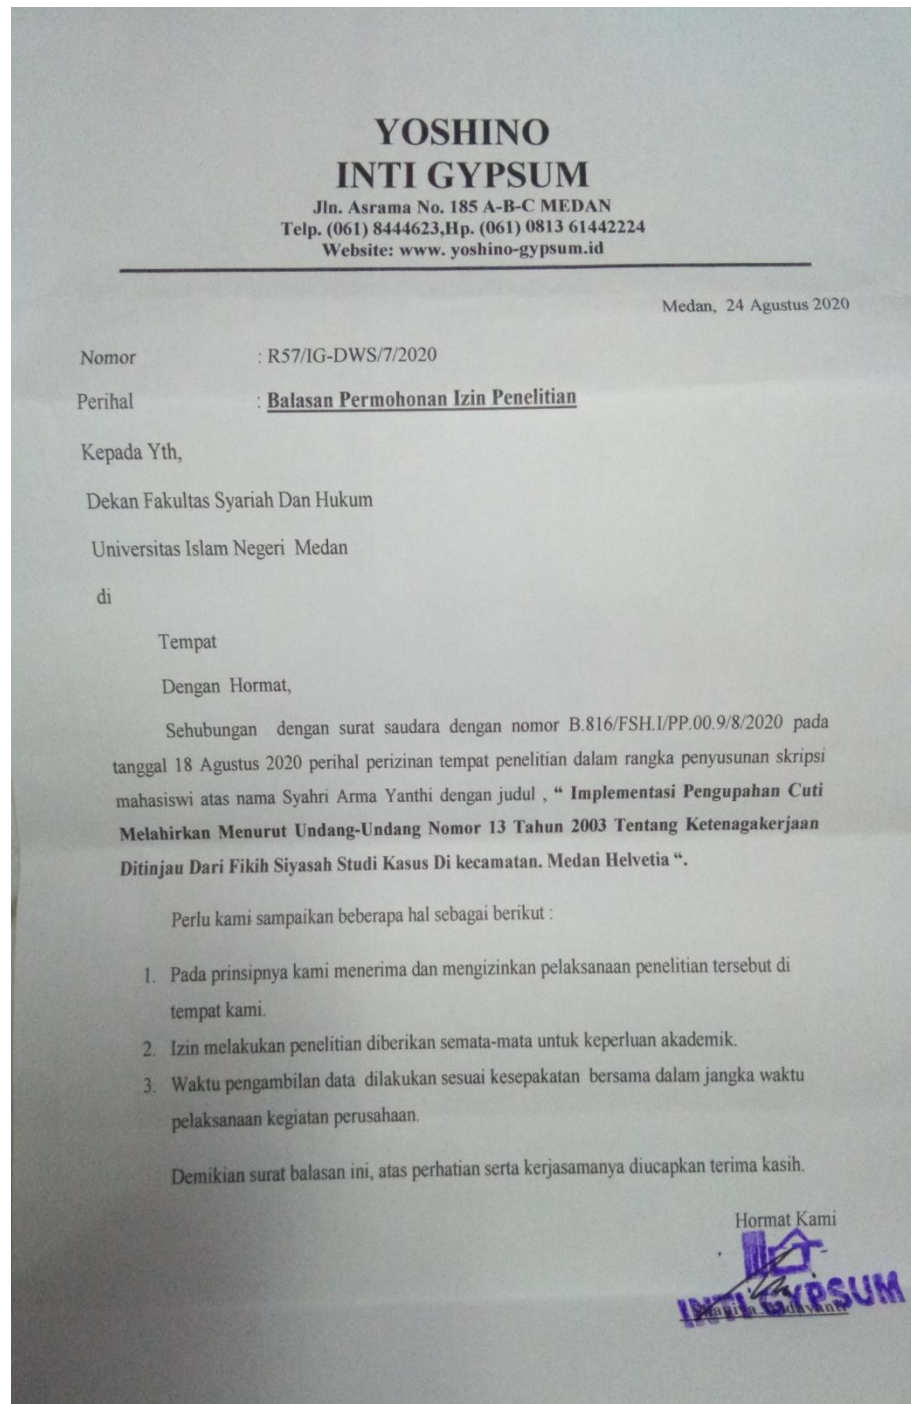 YOSHINO
INTI GYPSUM
Jln. Asrama No. 185 A-B-C MEDAN
Telp. (061) 8444623,Hp. (061) 0813 61442224
Website: www. yoshino-gypsum.id
Medan, 24 Agustus 2020
Nomor : R57/IG-DWS/7/2020
Perihal : Balasan Permohonan Izin Penelitian
Kepada Yth,
Dekan Fakultas Syariah Dan Hukum
Universitas Islam Negeri Medan
di
Tempat
Dengan Hormat,
Sehubungan dengan surat saudara dengan nomor B.816/FSH.I/PP.00.9/8/2020 pada
tanggal 18 Agustus 2020 perihal perizinan tempat penelitian dalam rangka penyusunan skripsi
mahasiswi atas nama Syahri Arma Yanthi dengan judul , “ Implementasi Pengupahan Cuti
Melahirkan Menurut Undang-Undang Nomor 13 Tahun 2003 Tentang Ketenagakerjaan
Ditinjau Dari Fikih Siyasah Studi Kasus Di kecamatan. Medan Helvetia “.
Perlu kami sampaikan beberapa hal sebagai berikut :
1. Pada prinsipnya kami menerima dan mengizinkan pelaksanaan penelitian tersebut di
tempat kami.
2. Izin melakukan penelitian diberikan semata-mata untuk keperluan akademik.
3. Waktu pengambilan data dilakukan sesuai kesepakatan bersama dalam jangka waktu
pelaksanaan kegiatan perusahaan.
Demikian surat balasan ini, atas perhatian serta kerjasamanya diucapkan terima kasih.
Hormat Kami
INTI GYPSUM